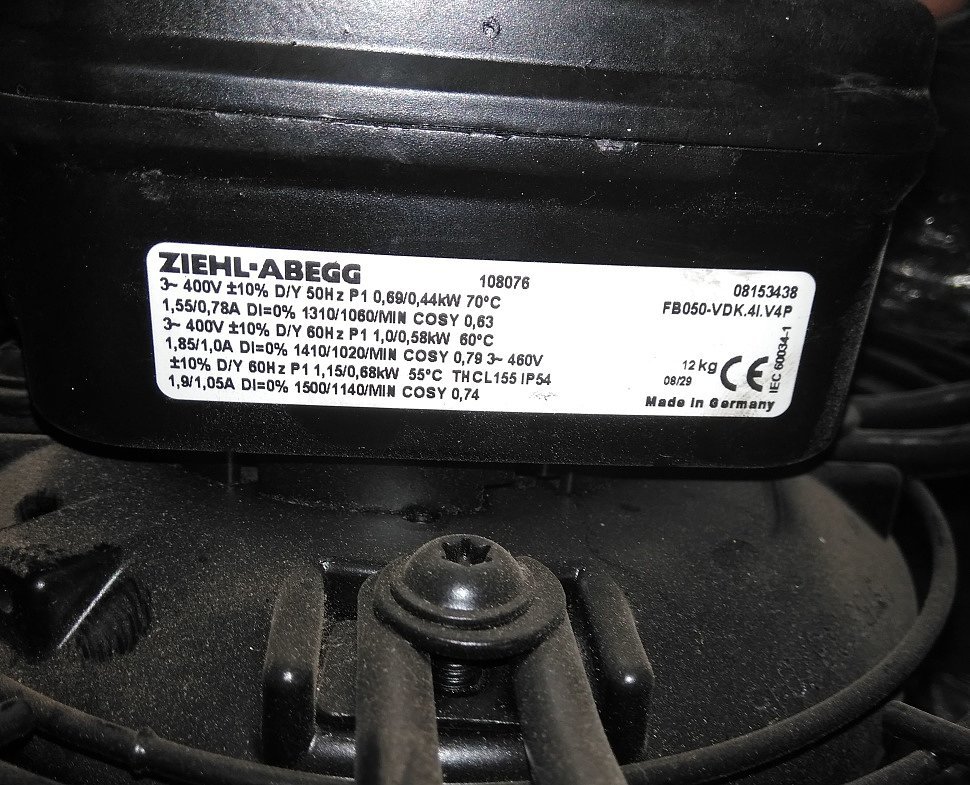 ZIEHL-ABEGG
108076
08153438
3~ 400V ±10% D/Y 50Hz P1 0,69/0,44kW 70°C
FB050-VDK.4I.V4P
1,55/0,78A DI=0% 1310/1060/MIN COSY 0,63
3~ 400V ±10% D/Y 60Hz P1 1,0/0,58kW 60°C
1,85/1,0A DI=0% 1410/1020/MIN COSY 0,79 3~ 460V
±10% D/Y 60Hz P1 1,15/0,68kW 55°C THCL155 IP54
1,9/1,05A DI=0% 1500/1140/MIN COSY 0,74
12 kg CE
08/29
IEC 60034-1
Made in Germany